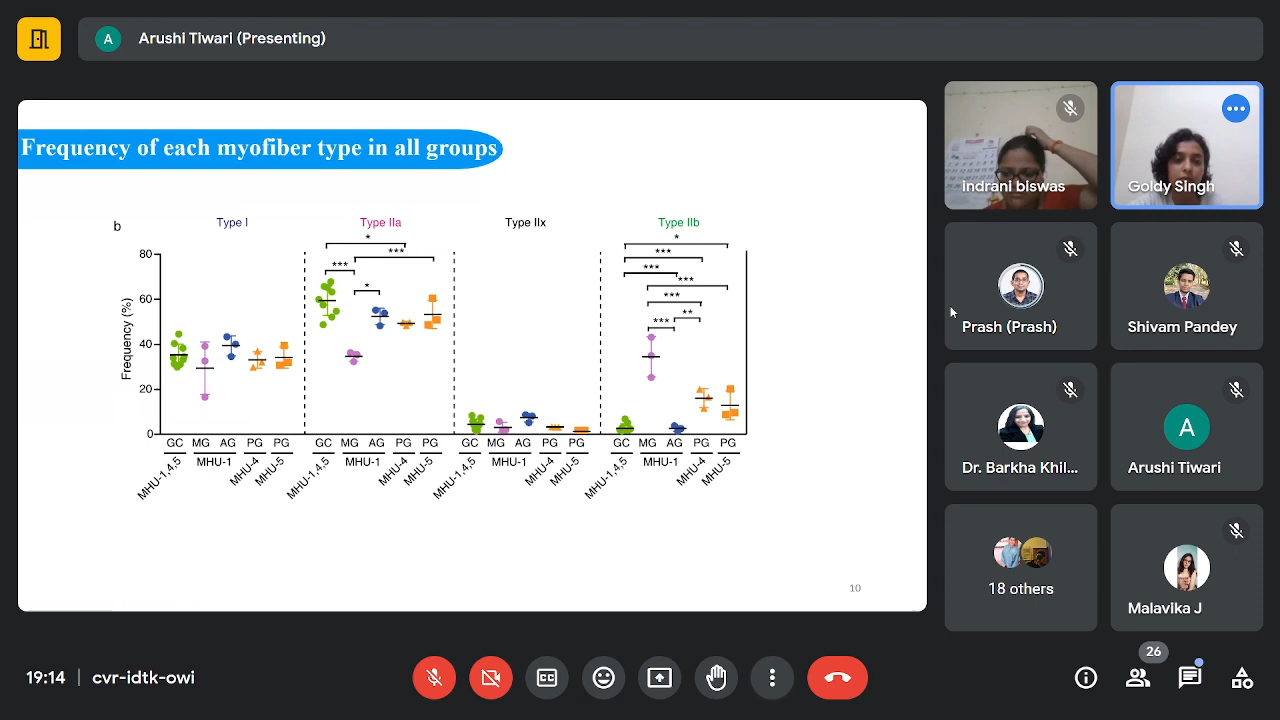 A
Arushi Tiwari (Presenting)
Frequency of each myofiber type in all groups
b
Type I
Type IIa
Type IIx
Type IIb
*
***
***
*
*
***
***
***
***
**
***
Frequency (%)
80
60
40
20
0
GC MG AG PG PG
MHU-1,4,5 MHU-1 MHU-4 MHU-5
GC MG AG PG PG
MHU-1,4,5 MHU-1 MHU-4 MHU-5
GC MG AG PG PG
MHU-1,4,5 MHU-1 MHU-4 MHU-5
GC MG AG PG PG
MHU-1,4,5 MHU-1 MHU-4 MHU-5
10
indrani biswas
Goldy Singh
Prash (Prash)
Shivam Pandey
Dr. Barkha Khil...
A
Arushi Tiwari
18 others
Malavika J
19:14 | cvr-idtk-owi
CC
26